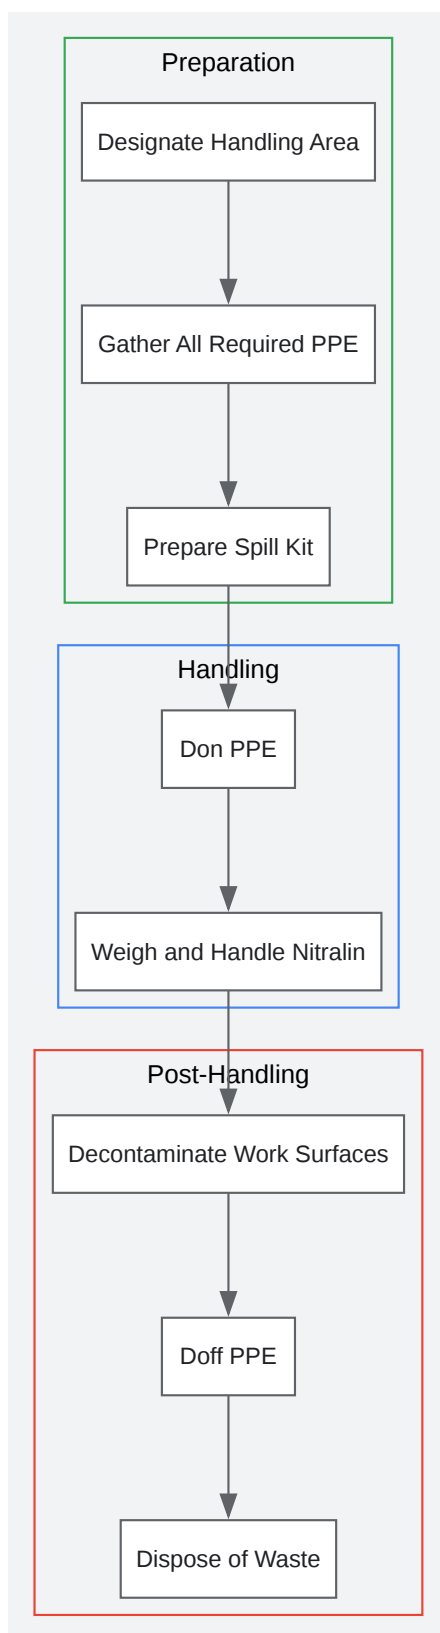 Preparation
Designate Handling Area
Gather All Required PPE
Prepare Spill Kit
Handling
Don PPE
Weigh and Handle Nitralin
Post-Handling
Decontaminate Work Surfaces
Doff PPE
Dispose of Waste